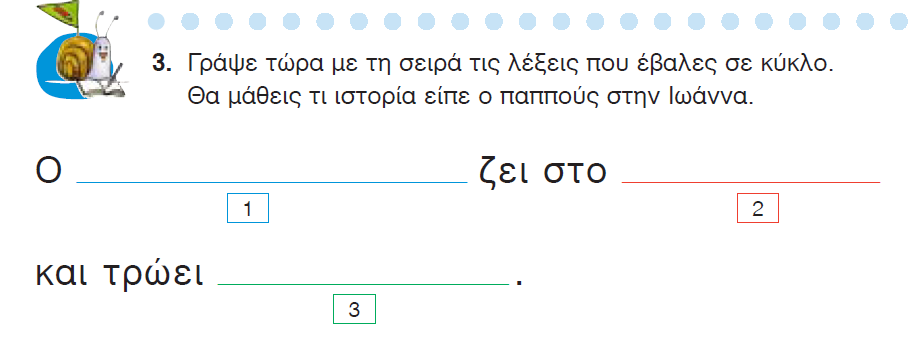 3. Γράψε τώρα με τη σειρά τις λέξεις που έβαλες σε κύκλο.
Θα μάθεις τι ιστορία είπε ο παππούς στην Ιωάννα.
Ο ζει στο
1 2
και τρώει .
3